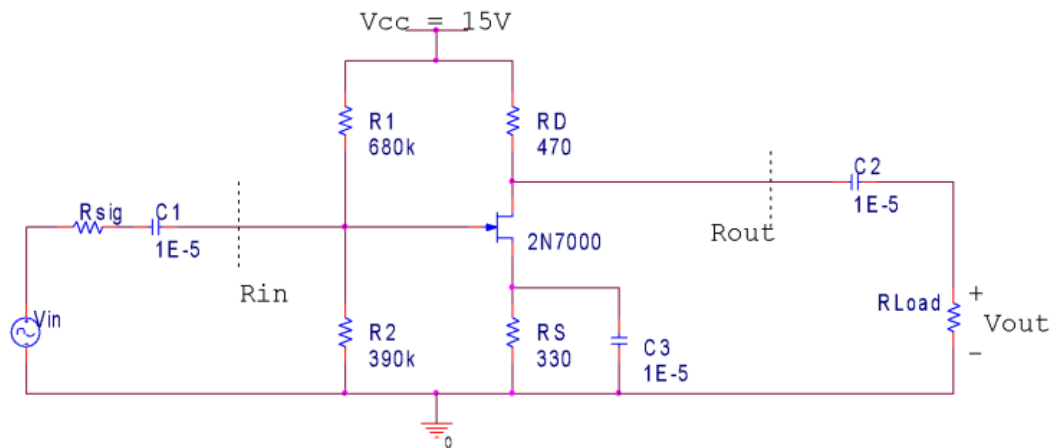 Vcc = 15V
R1
680k
RD
470
C2
1E-5
Rsig
C1
1E-5
Rin
2N7000
Rout
Vin
R2
390k
RS
330
C3
1E-5
RLoad
+
Vout
-
0